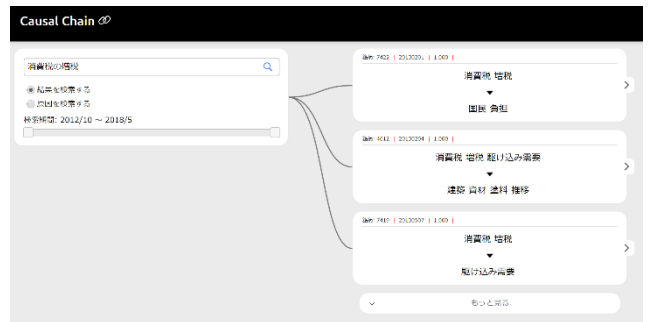 Causal Chain
消費税の増税
結果を検索する
原因を検索する
検索期間: 2012/10 ～ 2018/5
消費税 増税
▼
国民 負担
消費税 増税 駆け込み需要
▼
建築 資材 塗料 推移
消費税 増税
▼
駆け込み需要
もっと見る